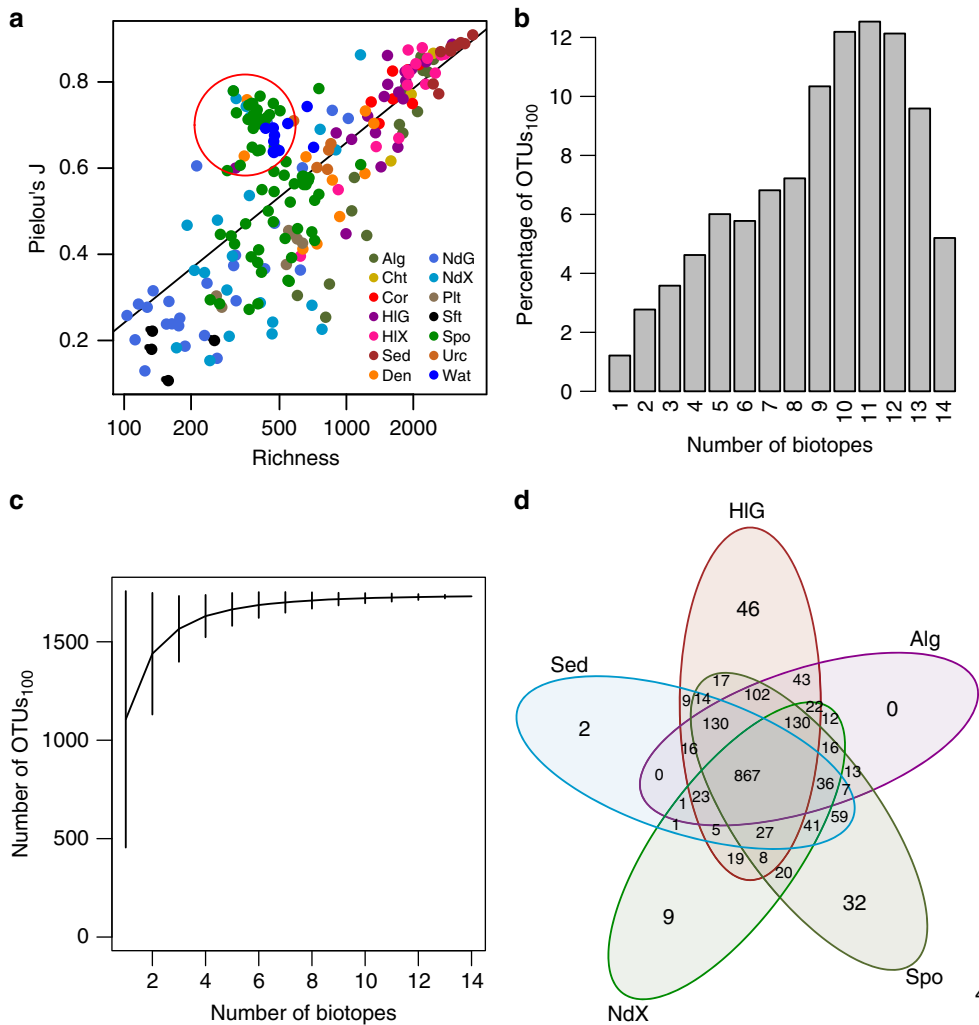 a
Pielou's J
0.8
0.6
0.4
0.2
100 200 500 1000 2000
Richness
Alg NdG
Cht NdX
Cor Plt
HIG Sft
HIX Spo
Sed Urc
Den Wat
b
Percentage of OTUs100
12
10
8
6
4
2
0
1 2 3 4 5 6 7 8 9 10 11 12 13 14
Number of biotopes
c
Number of OTUs100
1500
1000
500
0
2 4 6 8 10 12 14
Number of biotopes
d
HIG
46
Alg
Sed
17 43
9 14 102 22
0
2
130 130 12
16 16
0 867 13
23 36 7
1
1 5 27 41 59
19 8
20
9 32
Spo
NdX
4